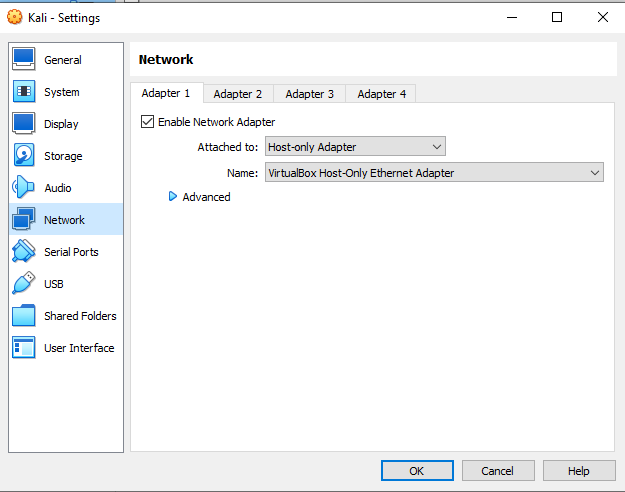 Kali - Settings
General
System
Display
Storage
Audio
Network
Serial Ports
USB
Shared Folders
User Interface
Network
Adapter 1 Adapter 2 Adapter 3 Adapter 4
Enable Network Adapter
Attached to: Host-only Adapter
Name: VirtualBox Host-Only Ethernet Adapter
Advanced
OK Cancel Help